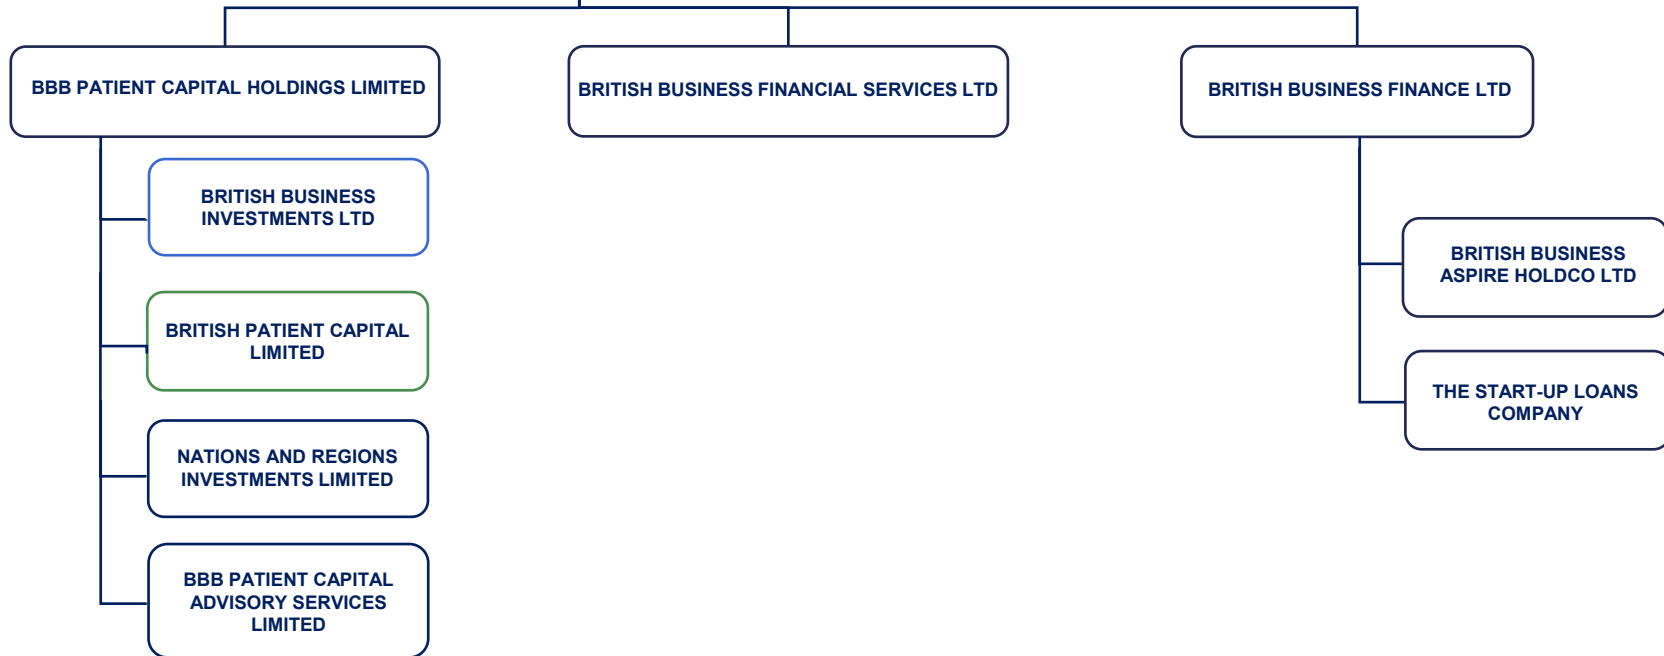 BBB PATIENT CAPITAL HOLDINGS LIMITED
BRITISH BUSINESS FINANCIAL SERVICES LTD
BRITISH BUSINESS FINANCE LTD
BRITISH BUSINESS
INVESTMENTS LTD
BRITISH PATIENT CAPITAL
LIMITED
NATIONS AND REGIONS
INVESTMENTS LIMITED
BBB PATIENT CAPITAL
ADVISORY SERVICES
LIMITED
BRITISH BUSINESS
ASPIRE HOLDCO LTD
THE START-UP LOANS
COMPANY